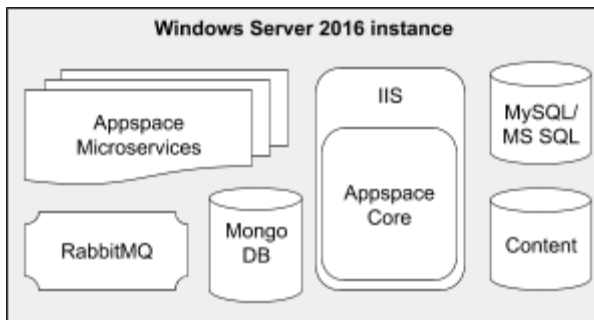 Windows Server 2016 instance
Appspace
Microservices
IIS
MySQL/
MS SQL
Appspace
Core
RabbitMQ
Mongo
DB
Content